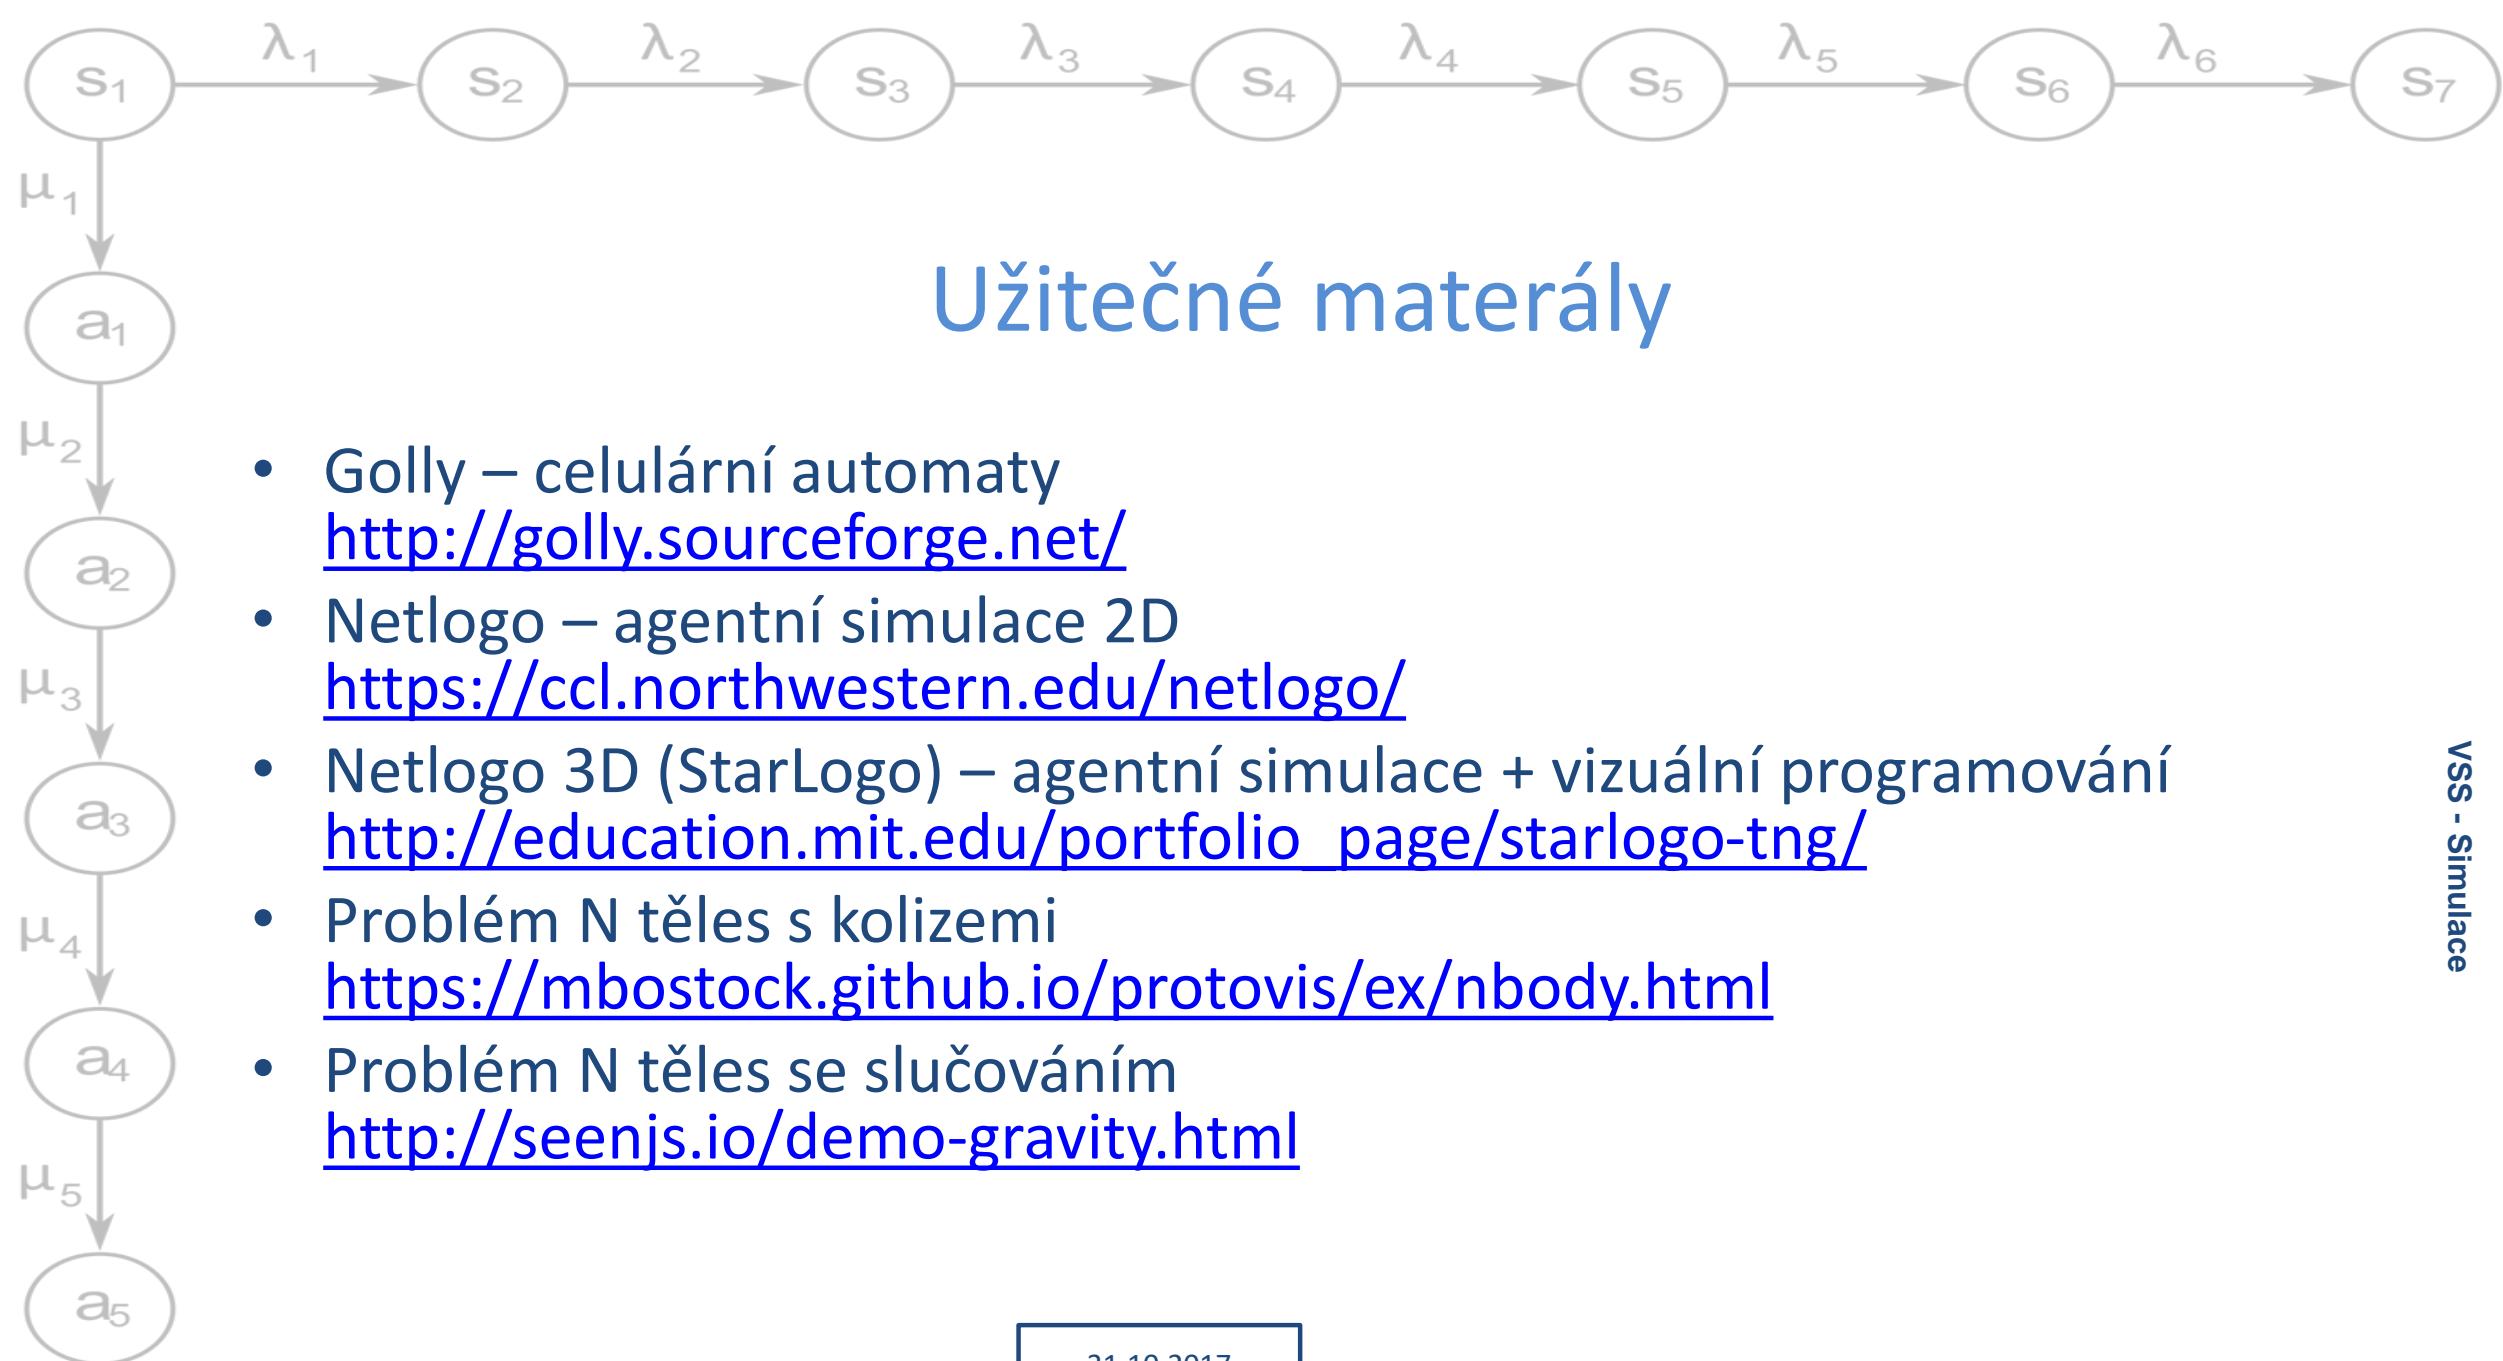 s1 λ1 s2 λ2 s3 λ3 s4 λ4 s5 λ5 s6 λ6 s7
μ1
a1
μ2
a2
μ3
a3
μ4
a4
μ5
a5
Užitečné materály
• Golly – celulární automaty
http://golly.sourceforge.net/
• Netlogo – agentní simulace 2D
https://ccl.northwestern.edu/netlogo/
• Netlogo 3D (StarLogo) – agentní simulace + vizuální programování
http://education.mit.edu/portfolio_page/starlogo-tng/
• Problém N těles s kolizemi
https://mbostock.github.io/protovis/ex/nbody.html
• Problém N těles se slučováním
http://seenjs.io/demo-gravity.html
VSS - Simulace